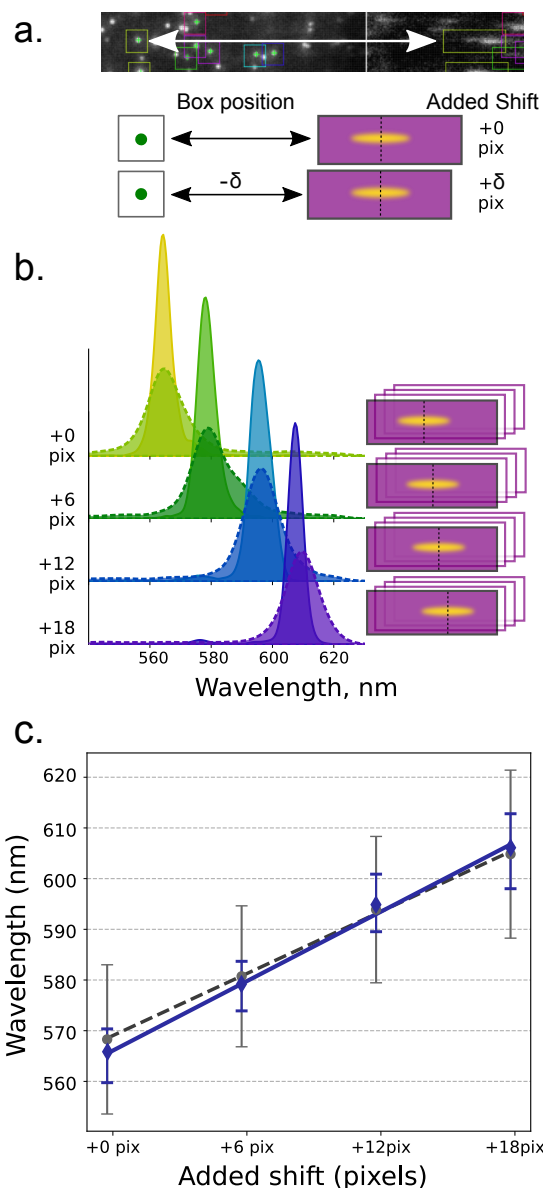 a.
Box position
Added Shift
+0
pix
-δ
+δ
pix
b.
+0
pix
+6
pix
+12
pix
+18
pix
560
580
600
620
Wavelength, nm
c.
620
610
600
590
580
570
560
Wavelength (nm)
+0 pix
+6 pix
+12pix
+18pix
Added shift (pixels)